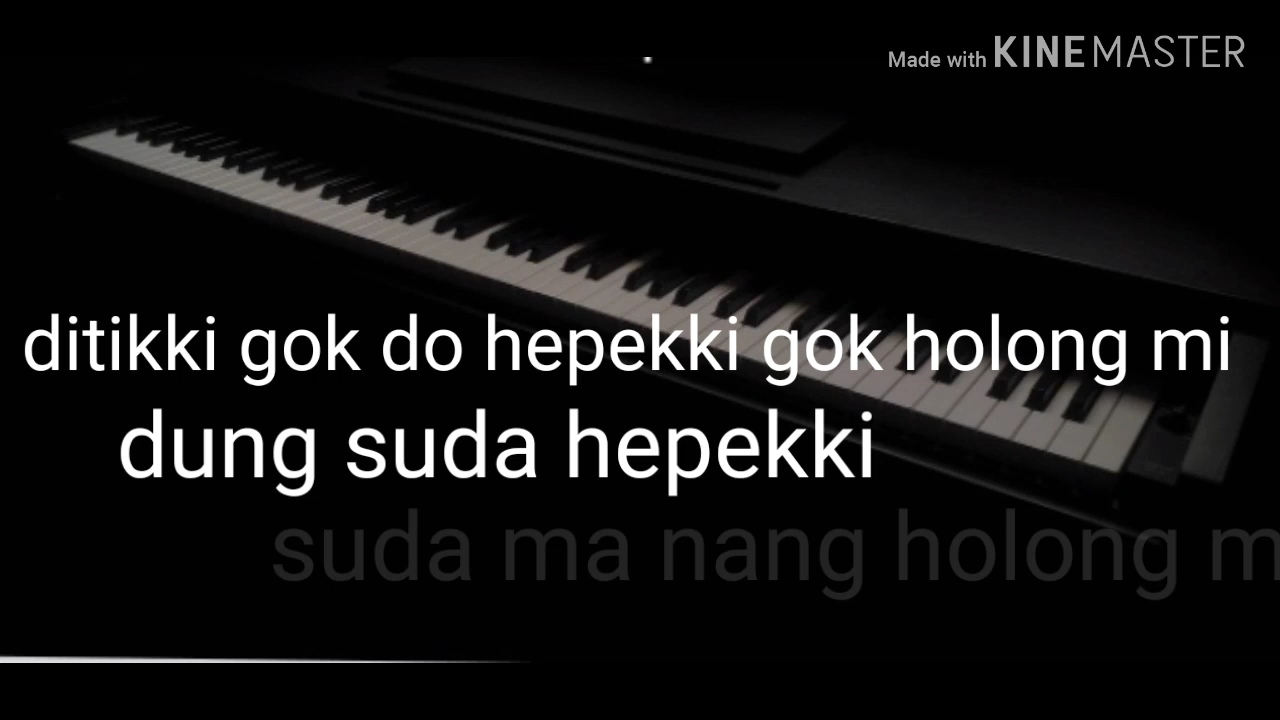 Made with KINEMASTER
ditikki gok do hepekki gok holong mi
dung suda hepekki
suda ma nang holong m